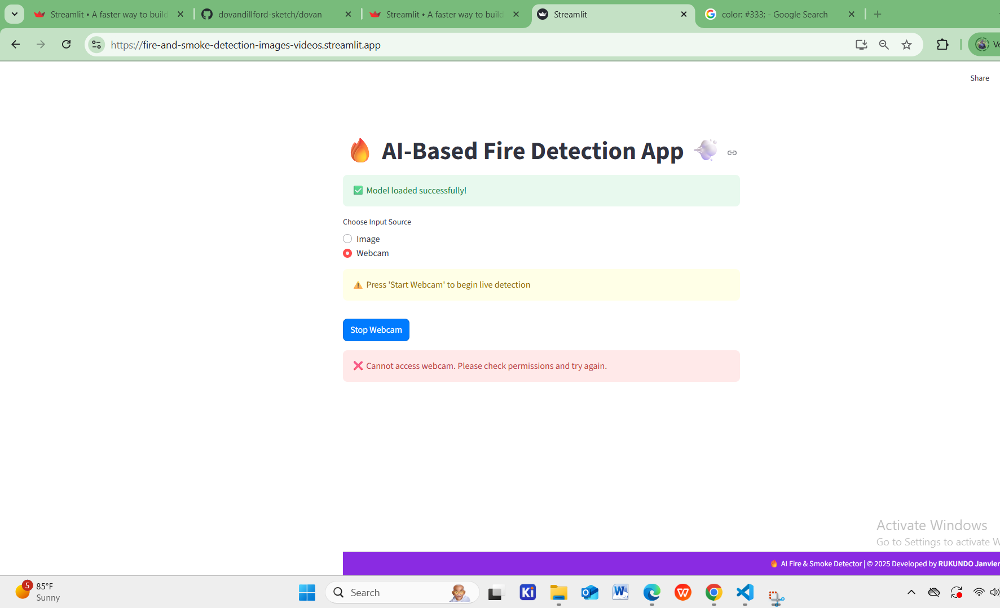 Streamlit • A faster way to build
dovandillford-sketch/dovan
Streamlit • A faster way to build
Streamlit
color: #333; - Google Search
https://fire-and-smoke-detection-images-videos.streamlit.app
Ve
Share
AI-Based Fire Detection App
Model loaded successfully!
Choose Input Source
Image
Webcam
Press 'Start Webcam' to begin live detection
Stop Webcam
Cannot access webcam. Please check permissions and try again.
Activate Windows
Go to Settings to activate W
AI Fire & Smoke Detector | © 2025 Developed by RUKUNDO Janvier
5
85°F
Sunny
Search
Ki